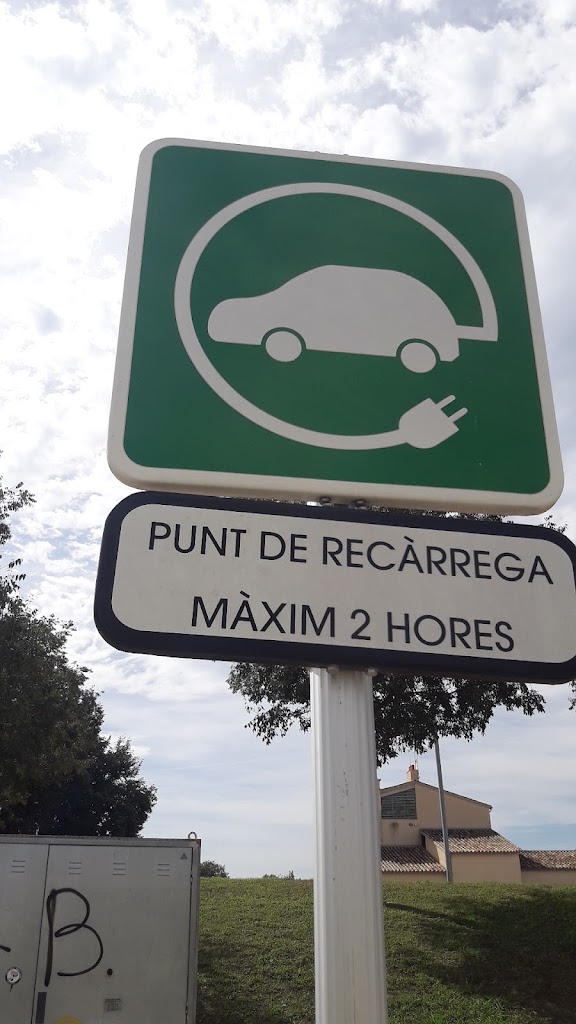 PUNT DE RECÀRREGA
MÀXIM 2 HORES
B